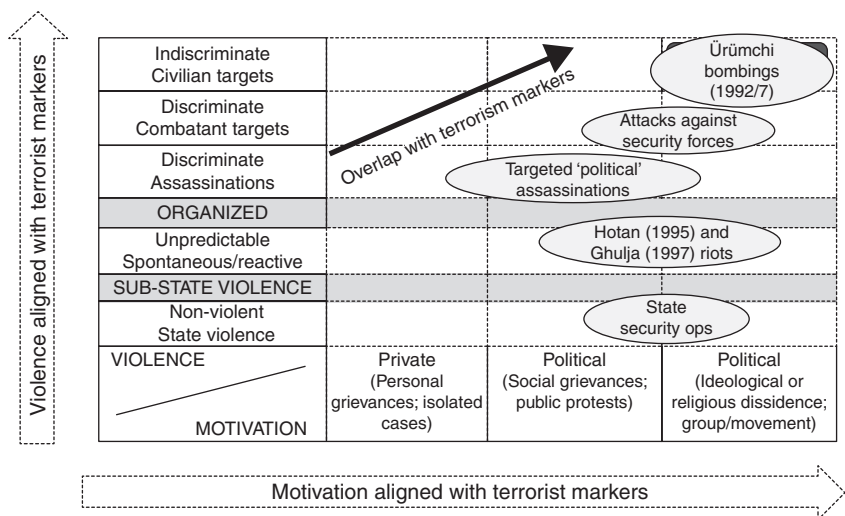 Violence aligned with terrorist markers
Indiscriminate
Civilian targets
Ürümchi
bombings
(1992/7)
Discriminate
Combatant targets
Attacks against
security forces
Overlap with terrorism markers
Discriminate
Assassinations
Targeted ‘political’
assassinations
ORGANIZED
Unpredictable
Spontaneous/reactive
Hotan (1995) and
Ghulja (1997) riots
SUB-STATE VIOLENCE
Non-violent
State violence
State
security ops
VIOLENCE
MOTIVATION
Private
(Personal
grievances; isolated
cases)
Political
(Social grievances;
public protests)
Political
(Ideological or
religious dissidence;
group/movement)
Motivation aligned with terrorist markers